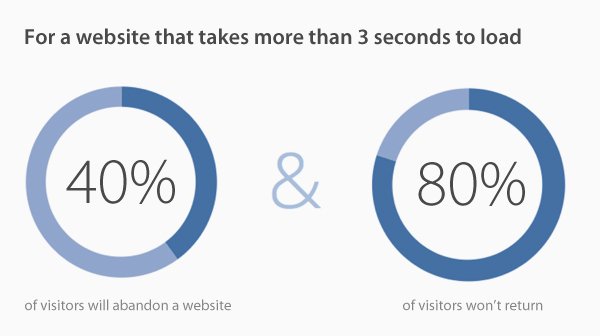 For a website that takes more than 3 seconds to load
40%
&
80%
of visitors will abandon a website
of visitors won't return